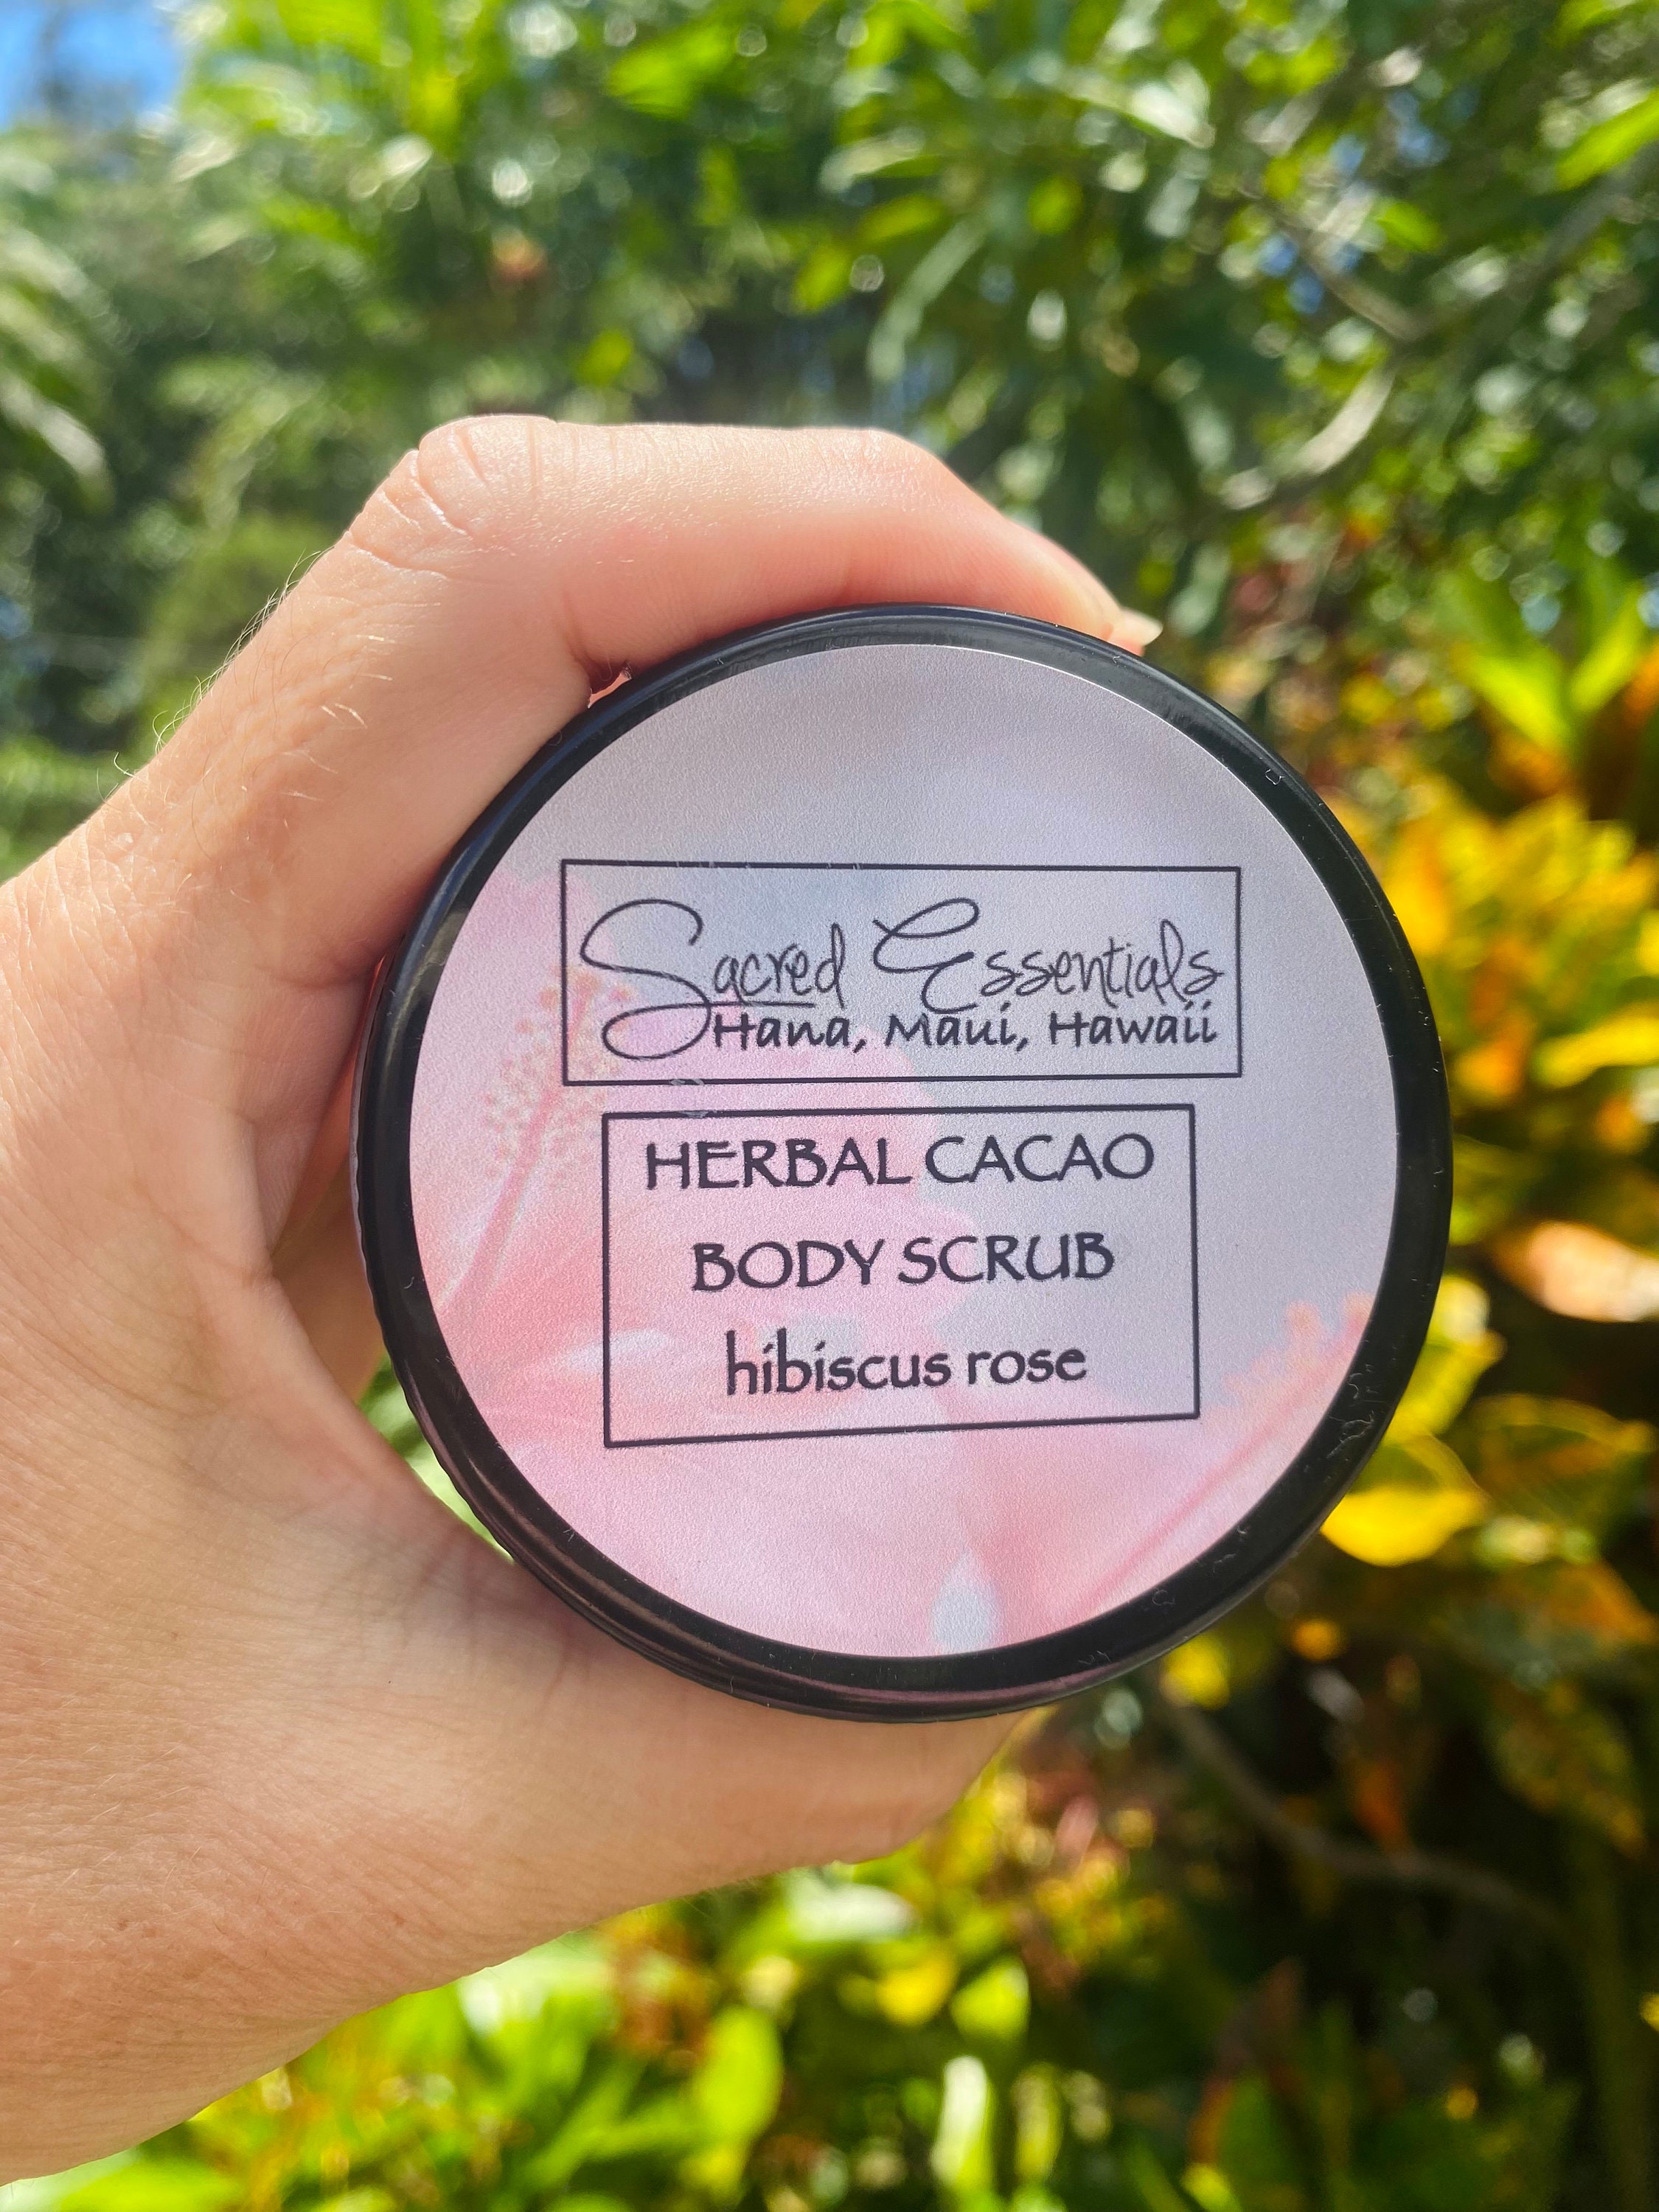 Sacred Essentials
Hana, Maui, Hawaii
HERBAL CACAO
BODY SCRUB
hibiscus rose